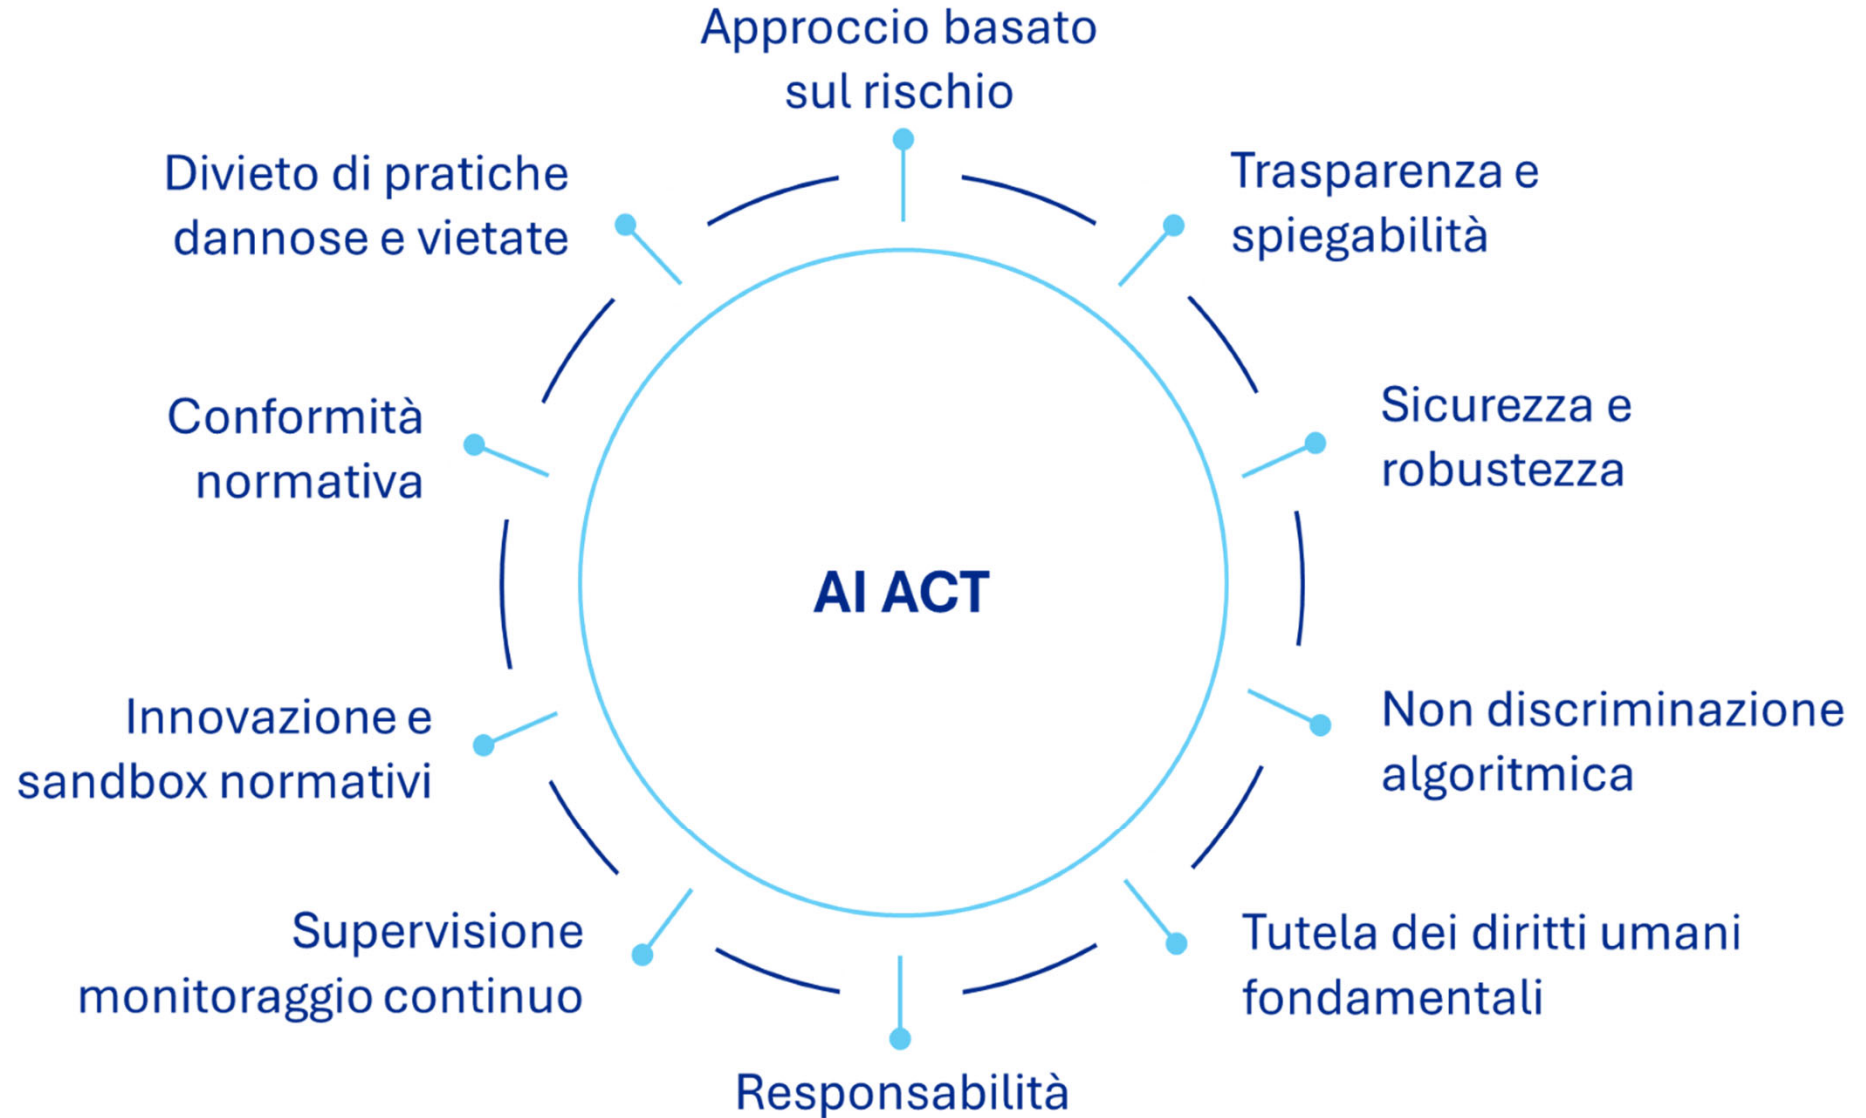 Approccio basato
sul rischio
Trasparenza e
spiegabilità
Sicurezza e
robustezza
Non discriminazione
algoritmica
Tutela dei diritti umani
fondamentali
Responsabilità
Supervisione
monitoraggio continuo
Innovazione e
sandbox normativi
Conformità
normativa
Divieto di pratiche
dannose e vietate
AI ACT